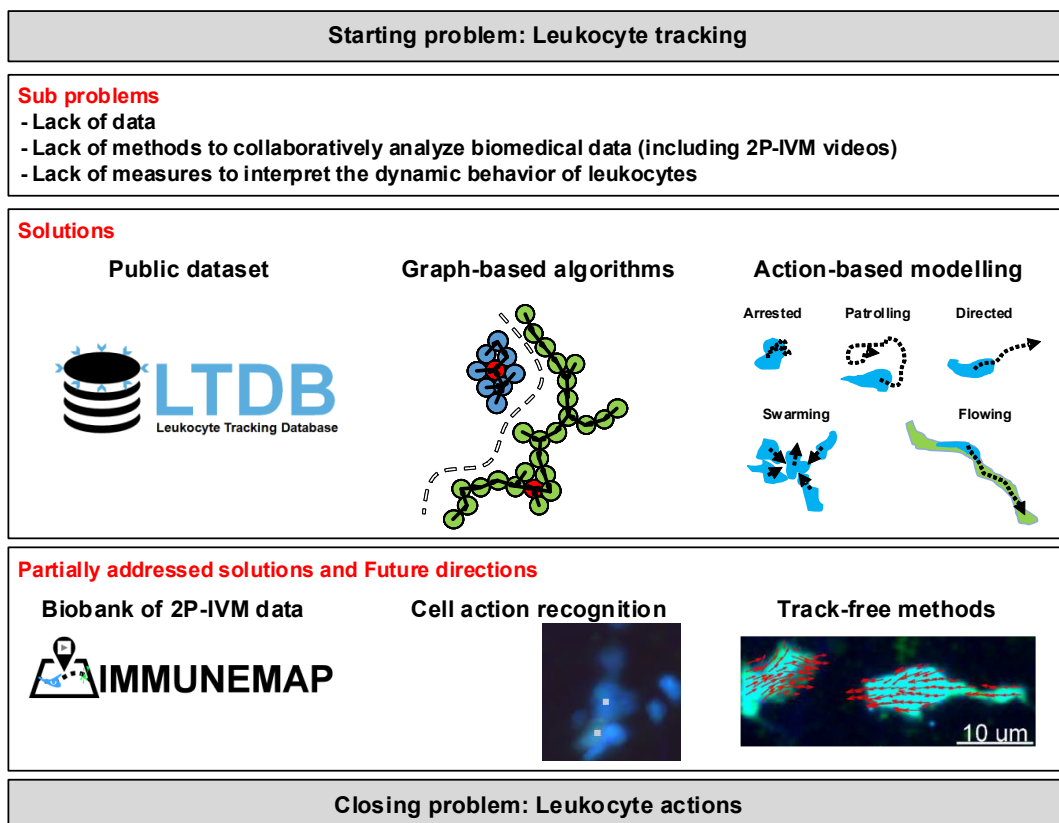 Starting problem: Leukocyte tracking
Sub problems
- Lack of data
- Lack of methods to collaboratively analyze biomedical data (including 2P-IVM videos)
- Lack of measures to interpret the dynamic behavior of leukocytes
Solutions
Public dataset
Graph-based algorithms
Action-based modelling
Arrested
Patrolling
Directed
LTDB
Leukocyte Tracking Database
Swarming
Flowing
Partially addressed solutions and Future directions
Biobank of 2P-IVM data
Cell action recognition
Track-free methods
IMMUNEMAP
10 um
Closing problem: Leukocyte actions